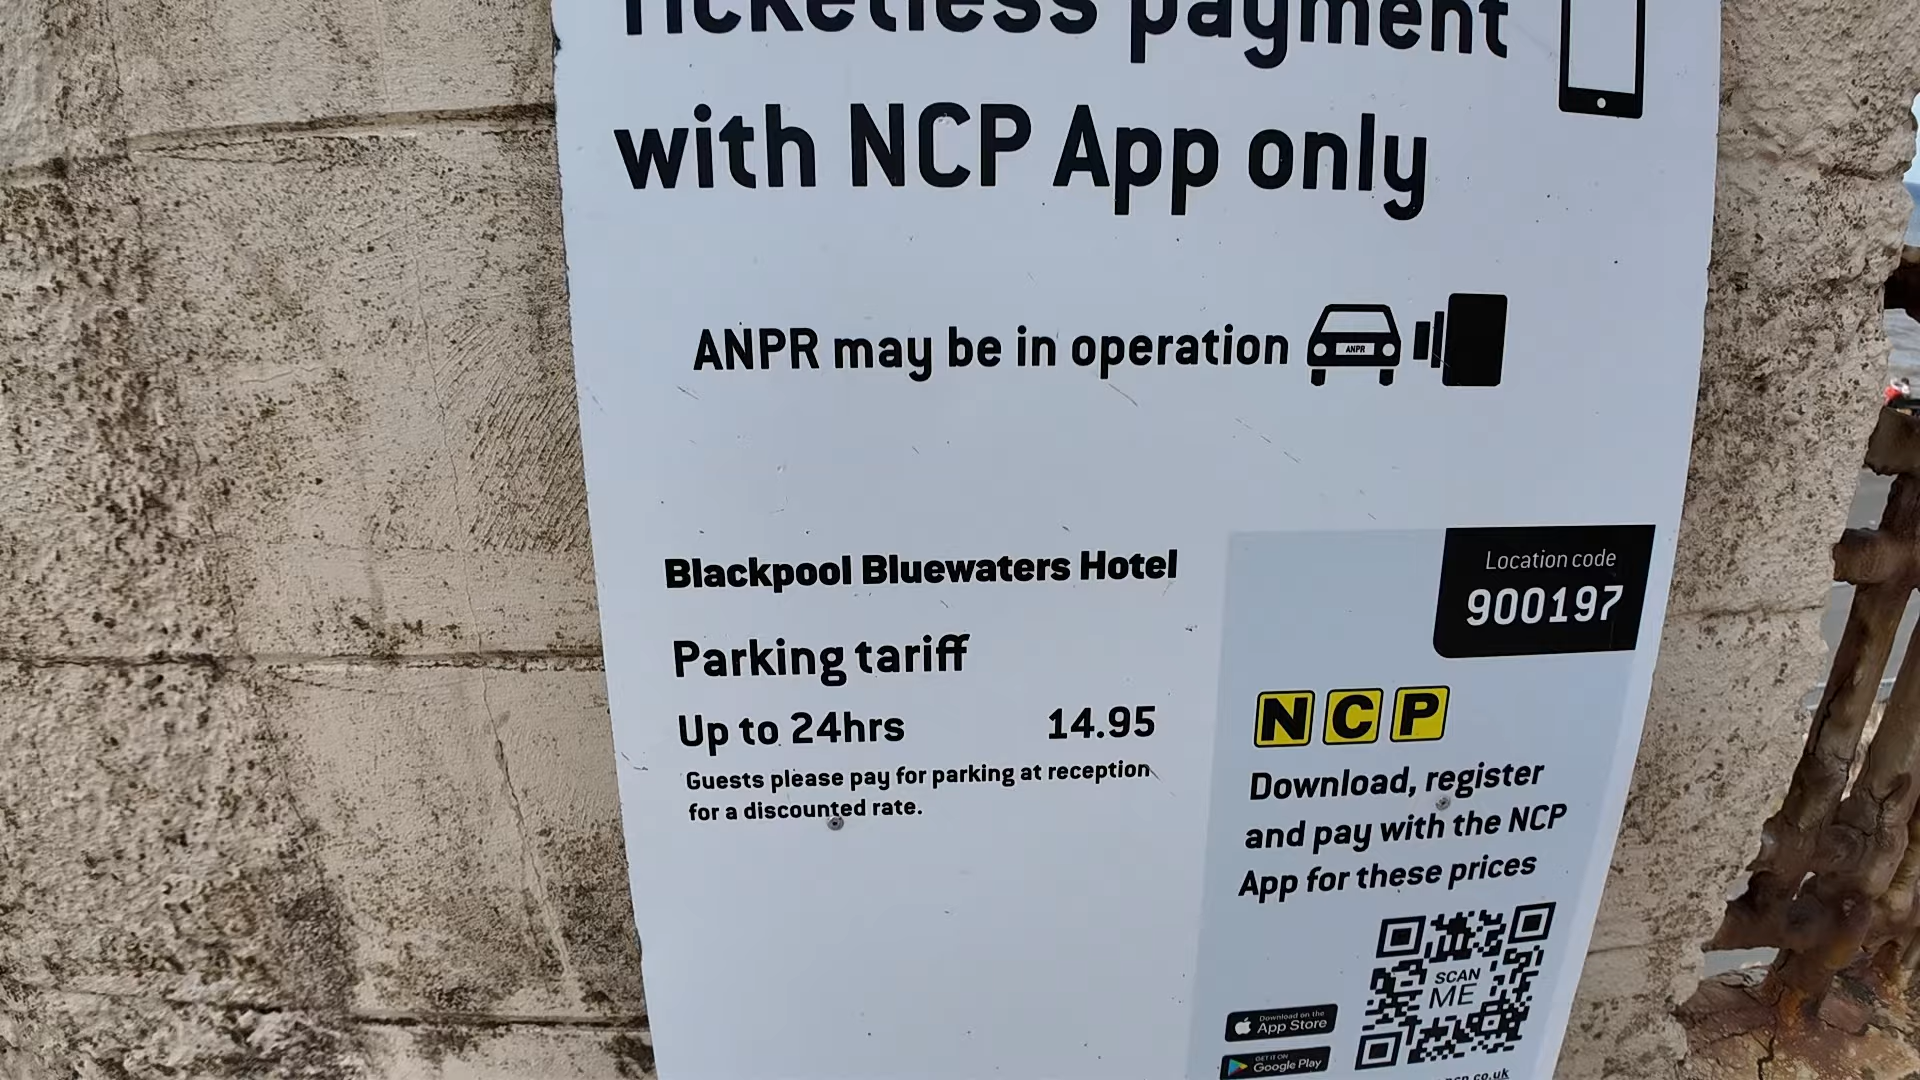 Ticketless payment
with NCP App only
ANPR may be in operation
ANPR
Blackpool Bluewaters Hotel
Parking tariff
Up to 24hrs 14.95
Guests please pay for parking at reception
for a discounted rate.
Location code
900197
NCP
Download, register
and pay with the NCP
App for these prices
SCAN
ME
Download on the
App Store
GET IT ON
Google Play